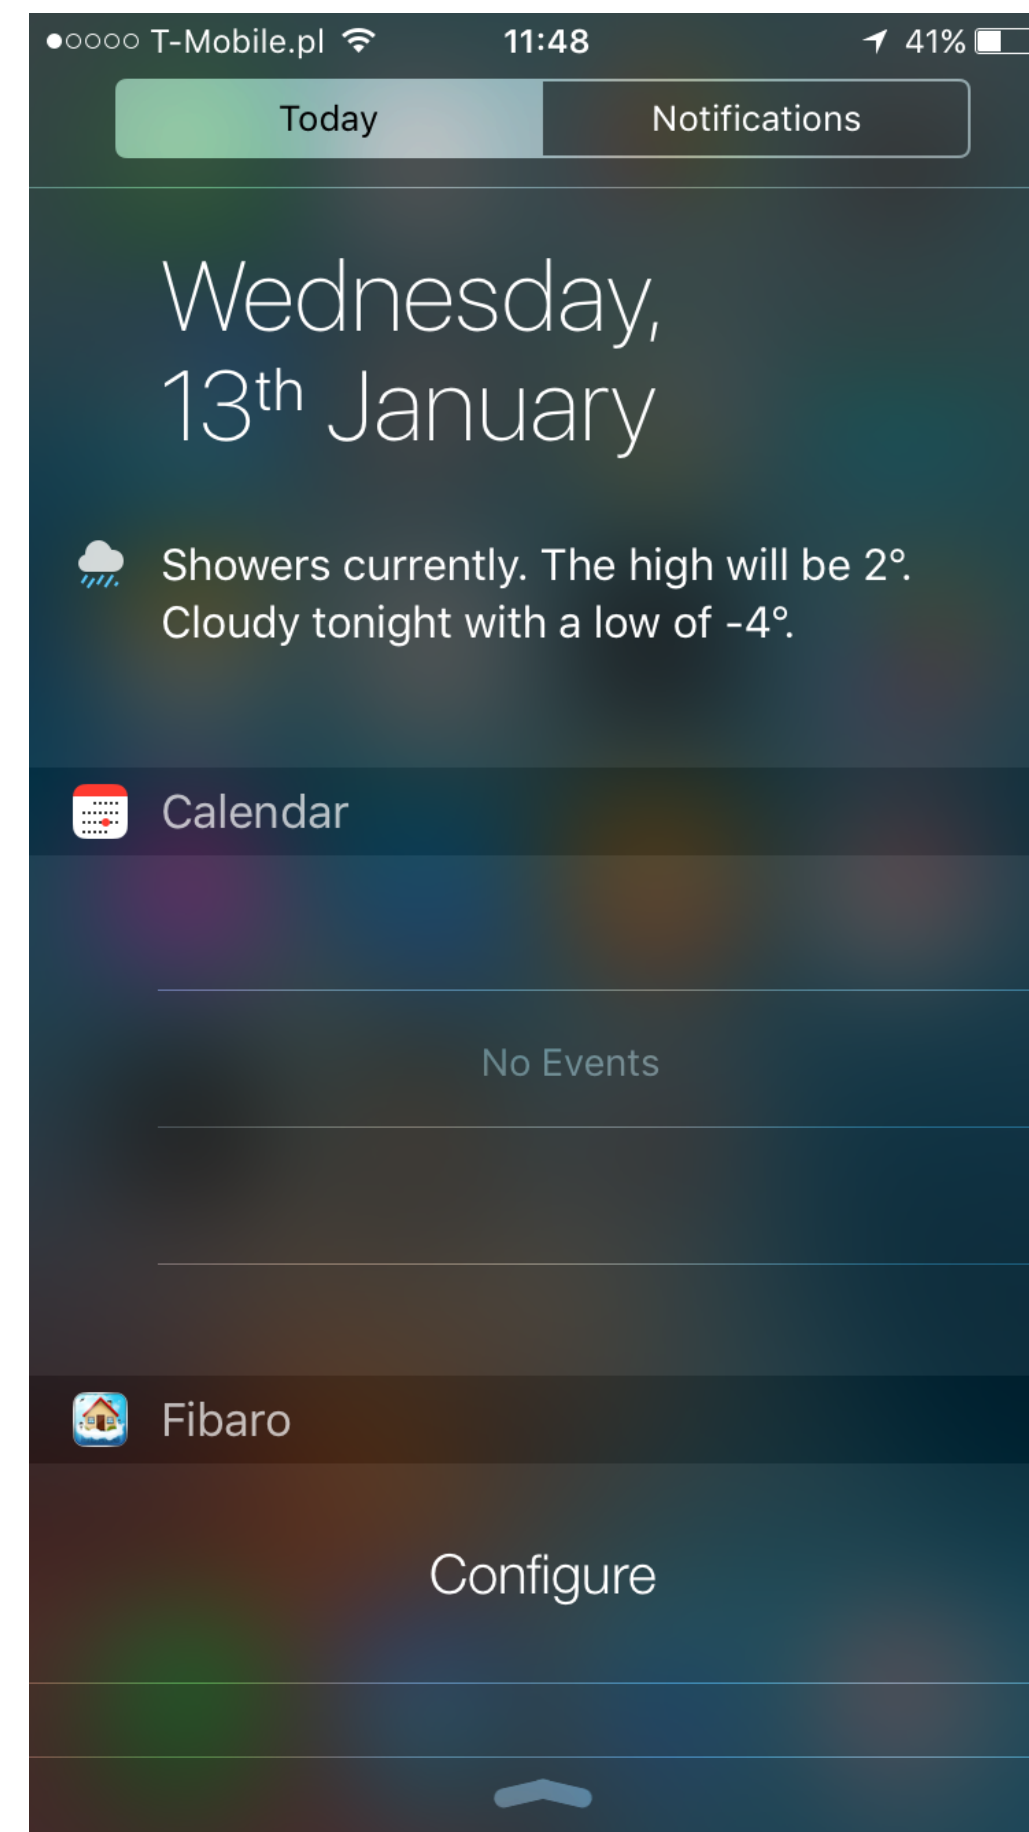 T-Mobile.pl 11:48 41%
Today Notifications
Wednesday,
13th January
Showers currently. The high will be 2°.
Cloudy tonight with a low of -4°.
Calendar
No Events
Fibaro
Configure